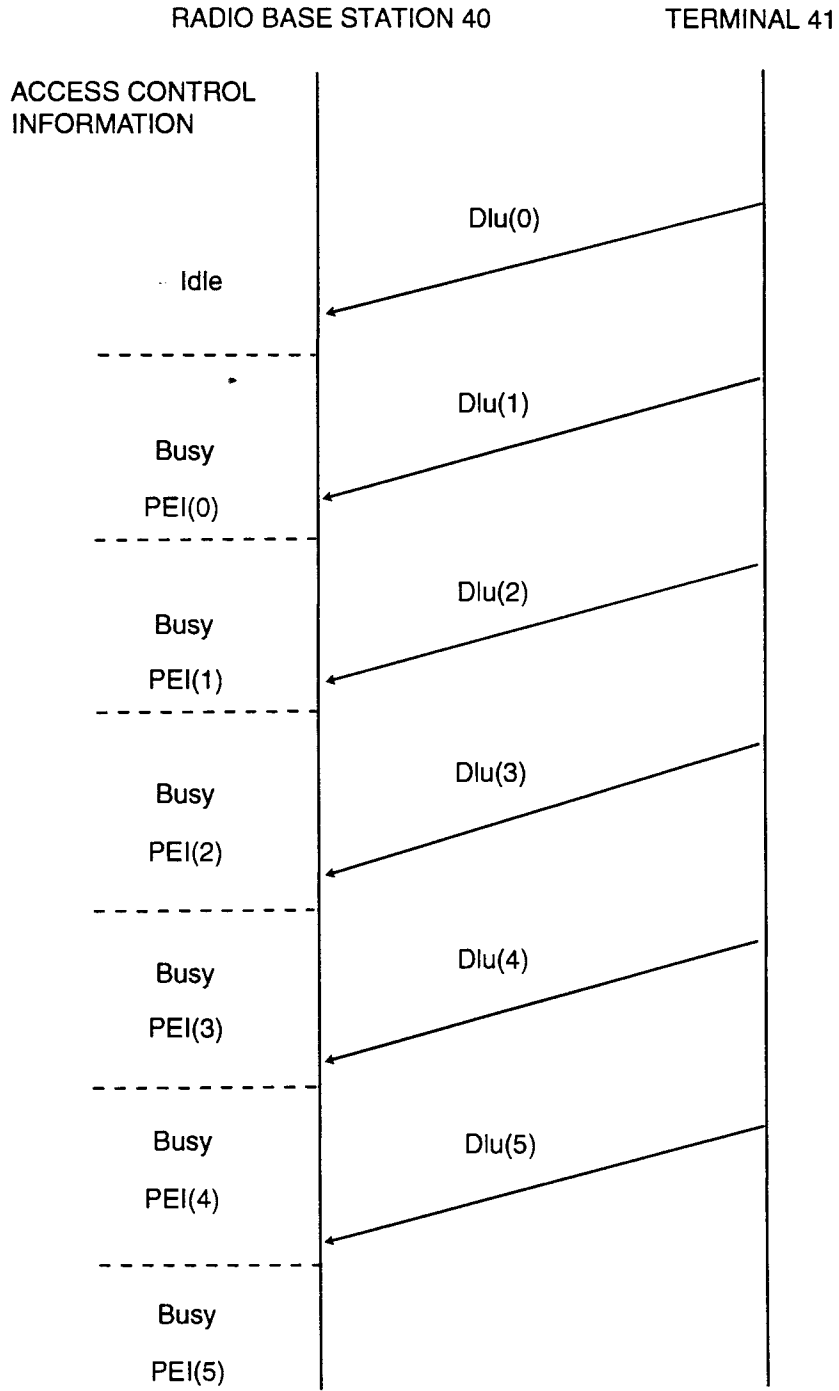 RADIO BASE STATION 40
TERMINAL 41
ACCESS CONTROL
INFORMATION
Dlu(0)
Idle
Dlu(1)
Busy
PEI(0)
Dlu(2)
Busy
PEI(1)
Dlu(3)
Busy
PEI(2)
Dlu(4)
Busy
PEI(3)
Busy
Dlu(5)
PEI(4)
Busy
PEI(5)